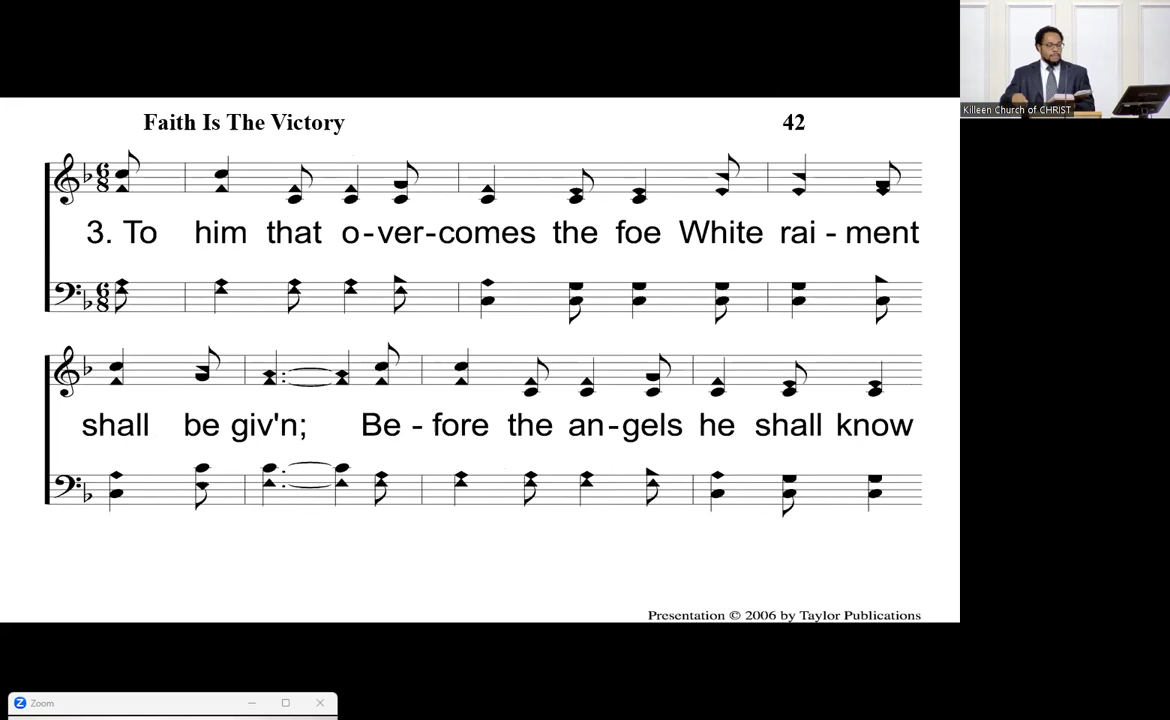 Faith Is The Victory 42
3. To him that o-ver-comes the foe White rai - ment
shall be giv'n; Be - fore the an-gels he shall know
Presentation © 2006 by Taylor Publications
Killeen Church of CHRIST
Zoom